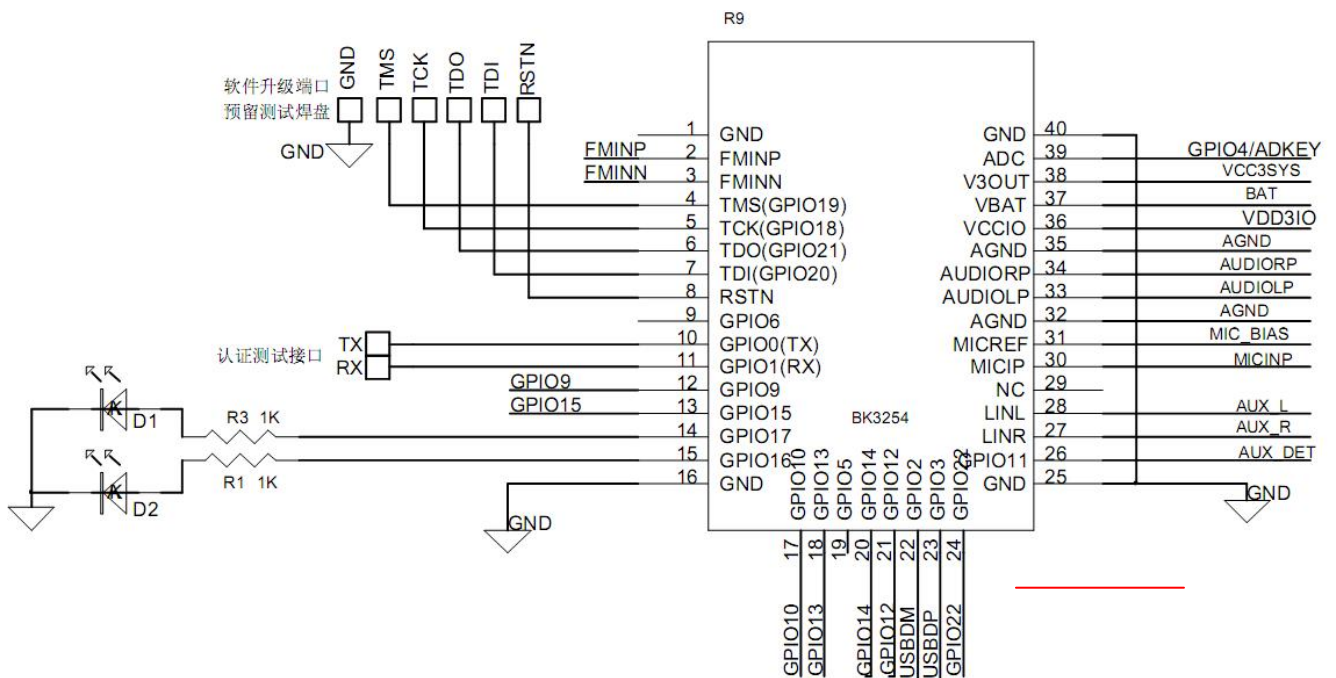 R9
软件升级端口
预留测试焊盘
GND
TMS
TCK
TDO
TDI
RSTN
GND
FMINP
FMINN
1 GND
2 FMINP
3 FMINN
4 TMS(GPIO19)
5 TCK(GPIO18)
6 TDO(GPIO21)
7 TDI(GPIO20)
8 RSTN
9 GPIO6
10 GPIO0(TX)
11 GPIO1(RX)
12 GPIO9
13 GPIO15
14 GPIO17
15 GPIO16
16 GND
认证测试接口
TX
RX
GPIO9
GPIO15
D1
R3 1K
R1 1K
D2
GND
BK3254
GND 40
ADC 39
V3OUT 38
VBAT 37
VCCIO 36
AGND 35
AUDIORP 34
AUDIOLP 33
AGND 32
MICREF 31
MICIP 30
NC 29
LINL 28
LINR 27
GPIO11 26
GND 25
GPIO4/ADKEY
VCC3SYS
BAT
VDD3IO
AGND
AUDIORP
AUDIOLP
AGND
MIC_BIAS
MICINP
AUX_L
AUX_R
AUX_DET
GND
GPIO10
GPIO13
GPIO5
GPIO14
GPIO12
GPIO2
GPIO3
GPIO22
17
18
19
20
21
22
23
24
GPIO10
GPIO13
GPIO14
GPIO12
USBDM
USBDP
GPIO22